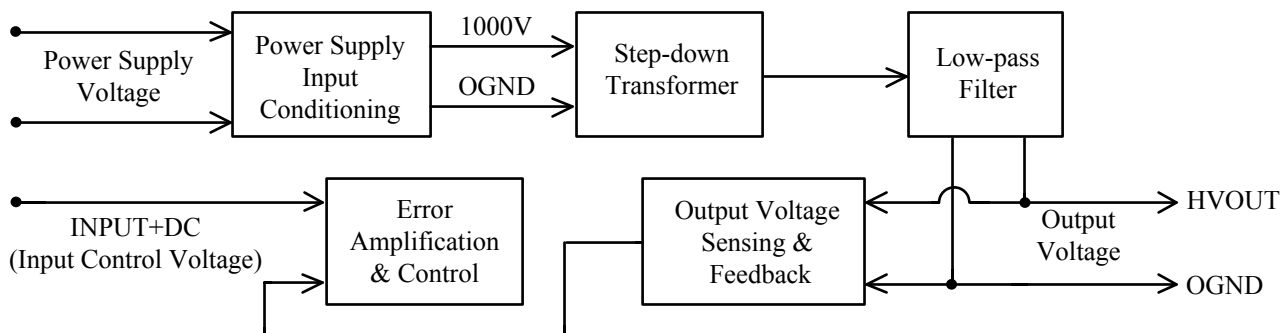 Power Supply
Voltage
Power Supply
Input
Conditioning
1000V
OGND
Step-down
Transformer
Low-pass
Filter
INPUT+DC
(Input Control Voltage)
Error
Amplification
& Control
Output Voltage
Sensing &
Feedback
Output
Voltage
HVOUT
OGND